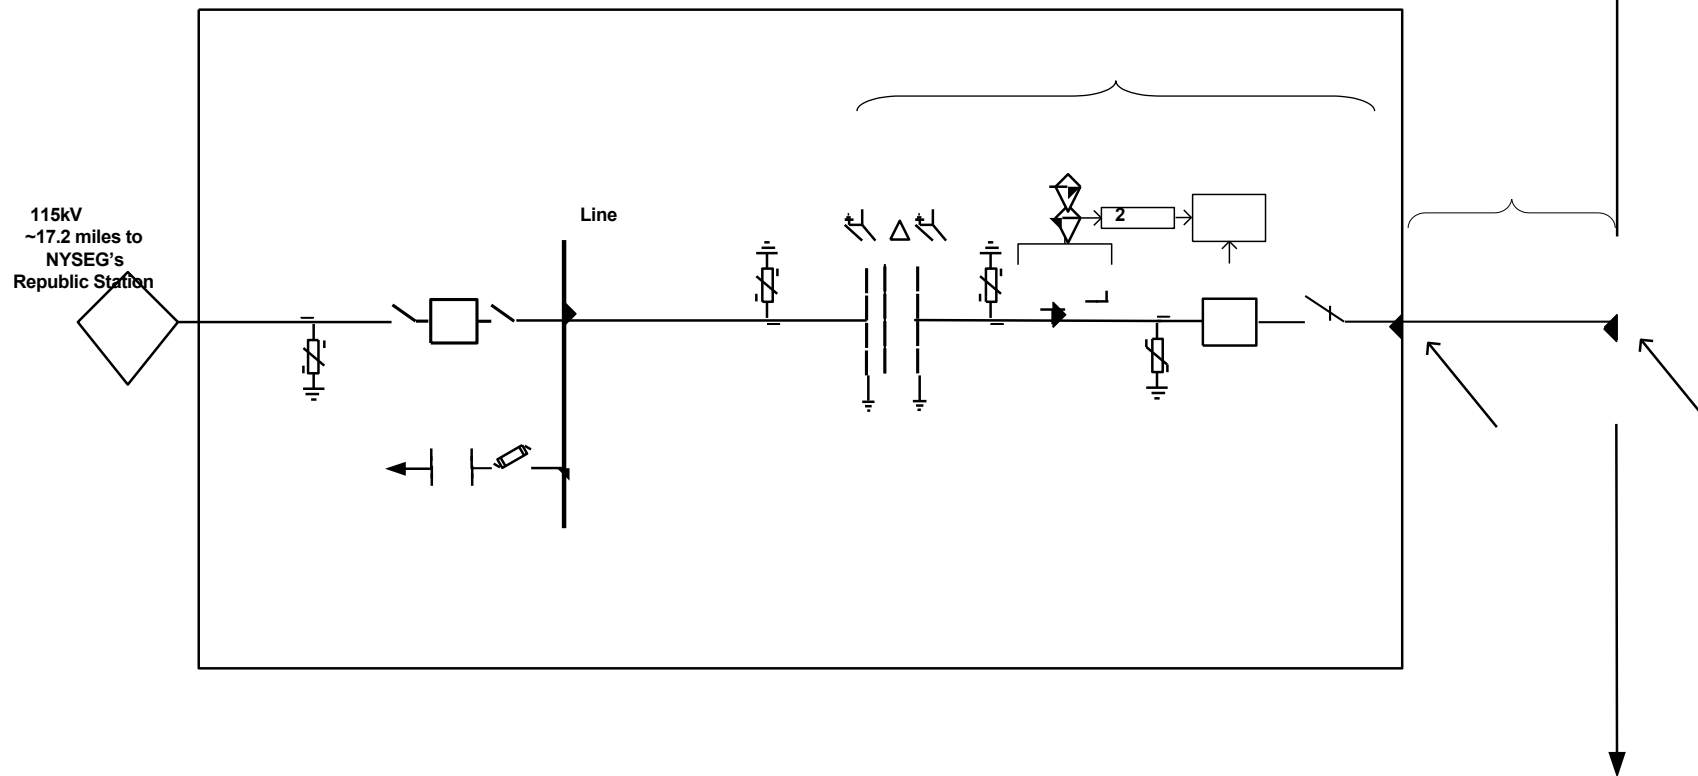 115kV
~17.2 miles to
NYSEG's
Republic Station
Line
2